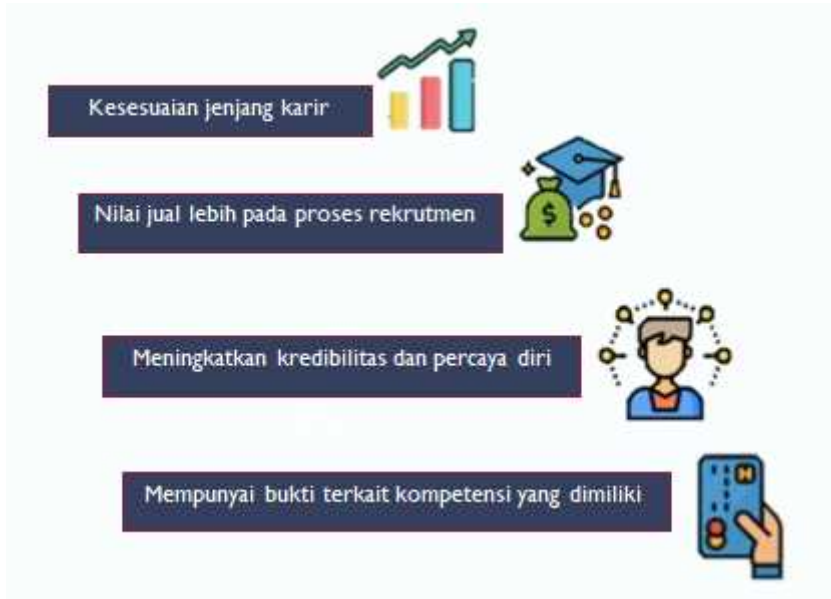 Kesesuaian jenjang karir
Nilai jual lebih pada proses rekrutmen
Meningkatkan kredibilitas dan percaya diri
Mempunyai bukti terkait kompetensi yang dimiliki